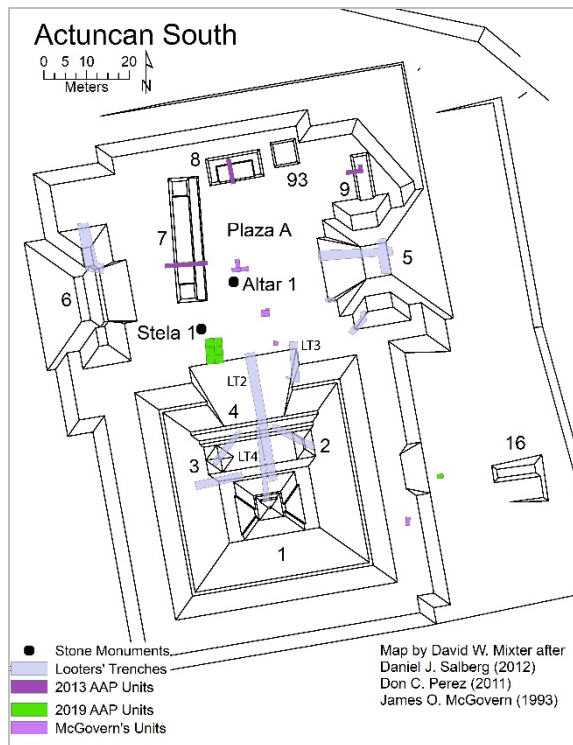 Actuncan South
0 5 10 20
Meters
N
8
93
9
7
Plaza A
5
6
Altar 1
Stela 1
LT3
LT2
4
3
LT4
2
16
1
Stone Monuments
Looters' Trenches
2013 AAP Units
2019 AAP Units
McGovern's Units
Map by David W. Mixter after
Daniel J. Salberg (2012)
Don C. Perez (2011)
James O. McGovern (1993)